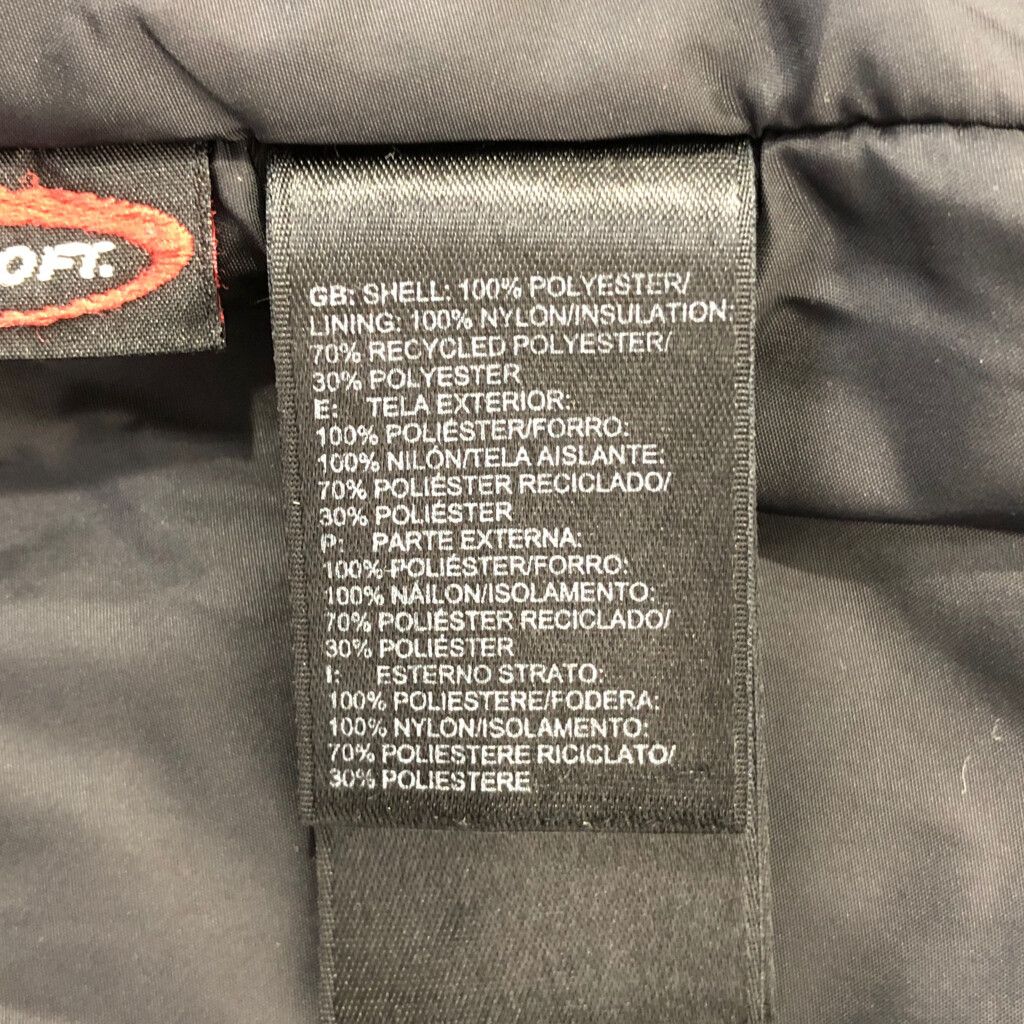 OFT.
GB: SHELL: 100% POLYESTER/
LINING: 100% NYLON/INSULATION:
70% RECYCLED POLYESTER/
30% POLYESTER
E: TELA EXTERIOR:
100% POLIÉSTER/FORRO:
100% NILÓN/TELA AISLANTE:
70% POLIÉSTER RECICLADO/
30% POLIÉSTER
P: PARTE EXTERNA:
100% POLIÉSTER/FORRO:
100% NÁILON/ISOLAMENTO:
70% POLIÉSTER RECICLADO/
30% POLIÉSTER
I: ESTERNO STRATO:
100% POLIESTERE/FODERA:
100% NYLON/ISOLAMENTO:
70% POLIESTERE RICICLATO/
30% POLIESTERE